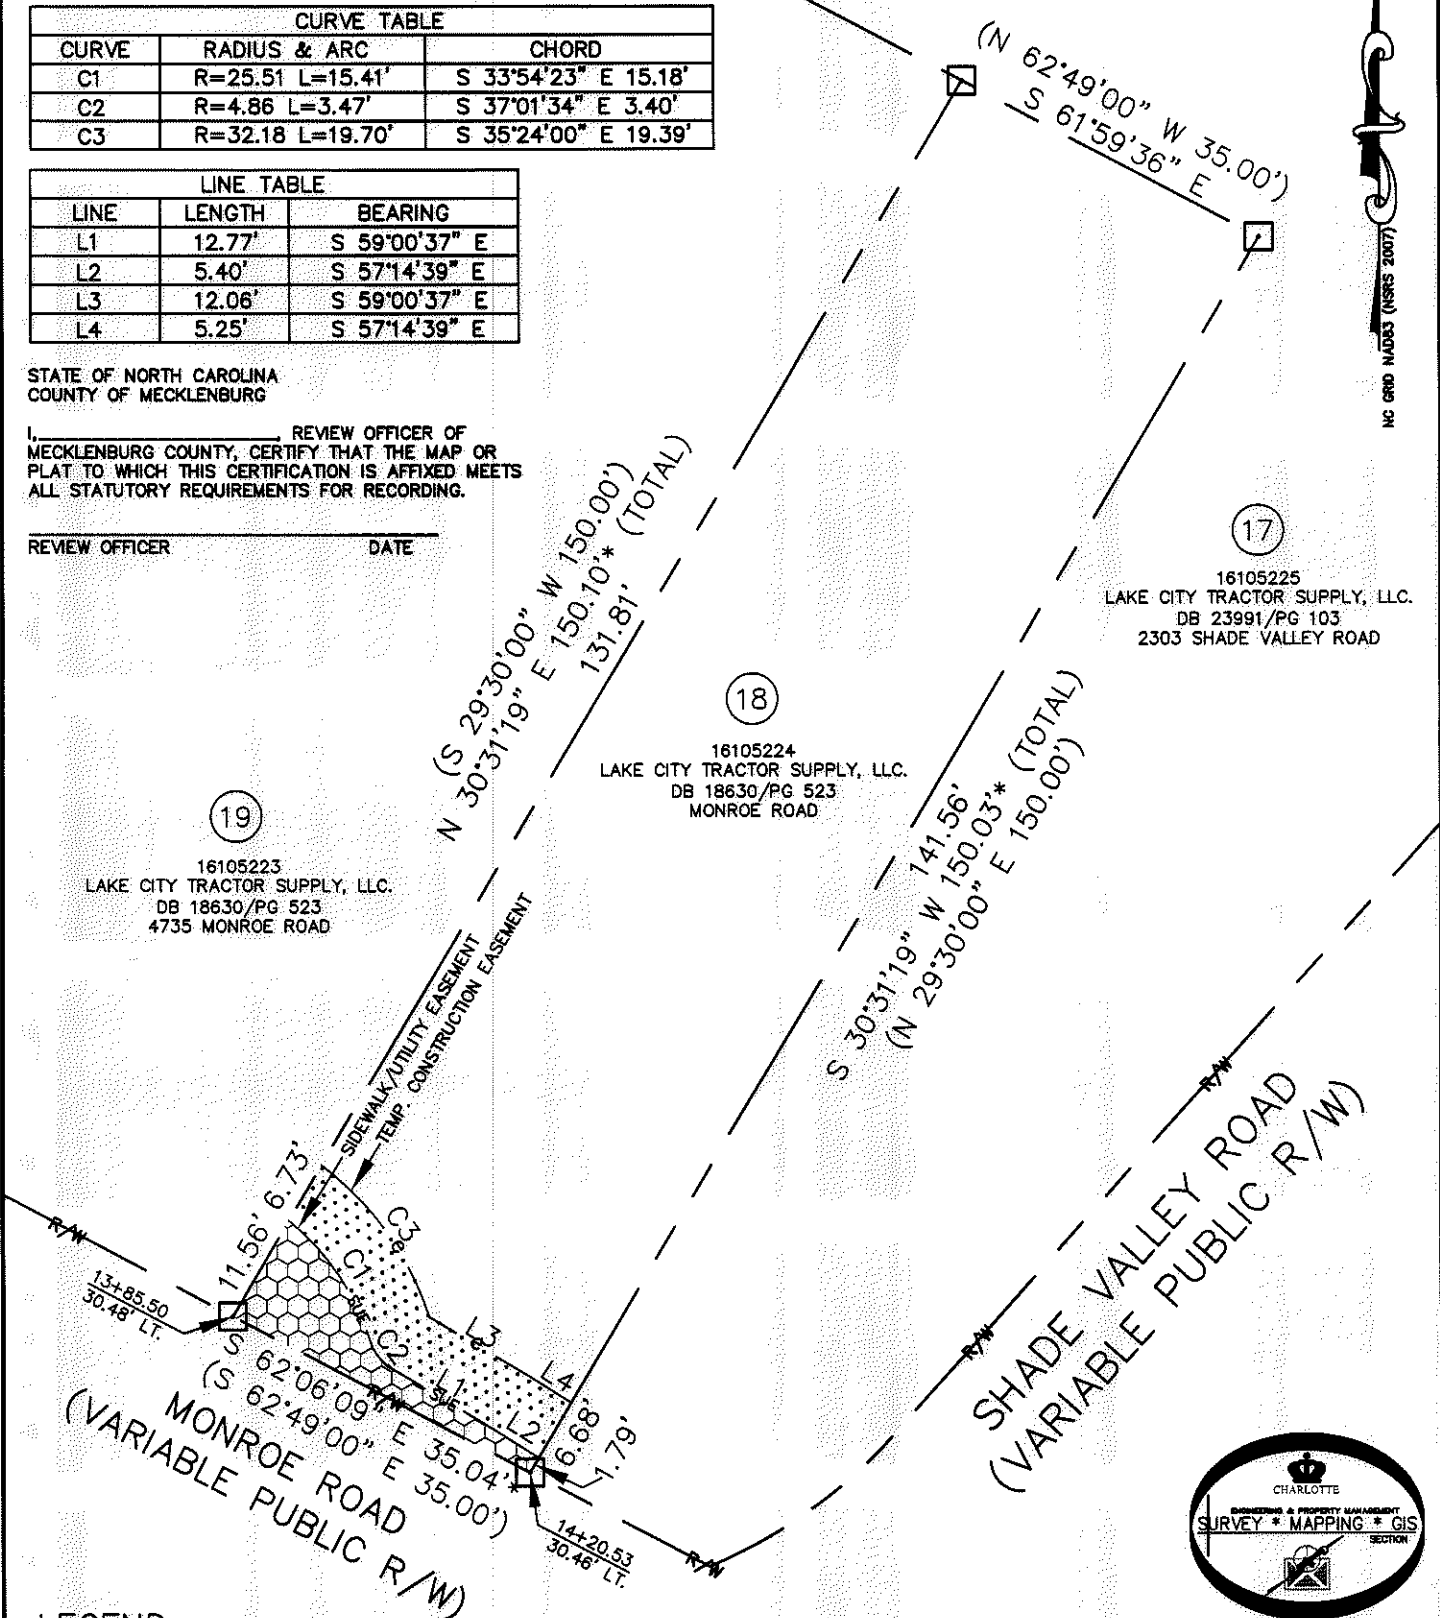 CURVE TABLE
CURVE RADIUS & ARC CHORD
C1 R=25.51 L=15.41' S 33°54'23" E 15.18'
C2 R=4.86 L=3.47' S 37°01'34" E 3.40'
C3 R=32.18 L=19.70' S 35°24'00" E 19.39'
LINE TABLE
LINE LENGTH BEARING
L1 12.77' S 59°00'37" E
L2 5.40' S 57°14'39" E
L3 12.06' S 59°00'37" E
L4 5.25' S 57°14'39" E
STATE OF NORTH CAROLINA
COUNTY OF MECKLENBURG
I,____________________, REVIEW OFFICER OF
MECKLENBURG COUNTY, CERTIFY THAT THE MAP OR
PLAT TO WHICH THIS CERTIFICATION IS AFFIXED MEETS
ALL STATUTORY REQUIREMENTS FOR RECORDING.
REVIEW OFFICER DATE
(N 62°49'00" W 35.00')
S 61°59'36" E
NC GRID NAD83 (NSRS 2007)
(S 29°30'00" W 150.00')
N 30°31'19" E 150.10'* (TOTAL)
131.81'
17
16105225
LAKE CITY TRACTOR SUPPLY, LLC.
DB 23991/PG 103
2303 SHADE VALLEY ROAD
18
16105224
LAKE CITY TRACTOR SUPPLY, LLC.
DB 18630/PG 523
MONROE ROAD
19
16105223
LAKE CITY TRACTOR SUPPLY, LLC.
DB 18630/PG 523
4735 MONROE ROAD
141.56'
S 30°31'19" W 150.03'* (TOTAL)
(N 29°30'00" E 150.00')
SIDEWALK/UTILITY EASEMENT
TEMP. CONSTRUCTION EASEMENT
R/W
R/W
R/W
R/W
R/W
11.56' 6.73'
C3
C1
SUE
C2
L3
e
e
L4
L1
SUE
L2
6.68'
1.79'
13+85.50
30.48' LT.
14+20.53
30.46' LT.
S 62°06'09" E 35.04'*
(S 62°49'00" E 35.00')
MONROE ROAD
(VARIABLE PUBLIC R/W)
SHADE VALLEY ROAD
(VARIABLE PUBLIC R/W)
CHARLOTTE
ENGINEERING & PROPERTY MANAGEMENT
SURVEY * MAPPING * GIS
SECTION
LEGEND